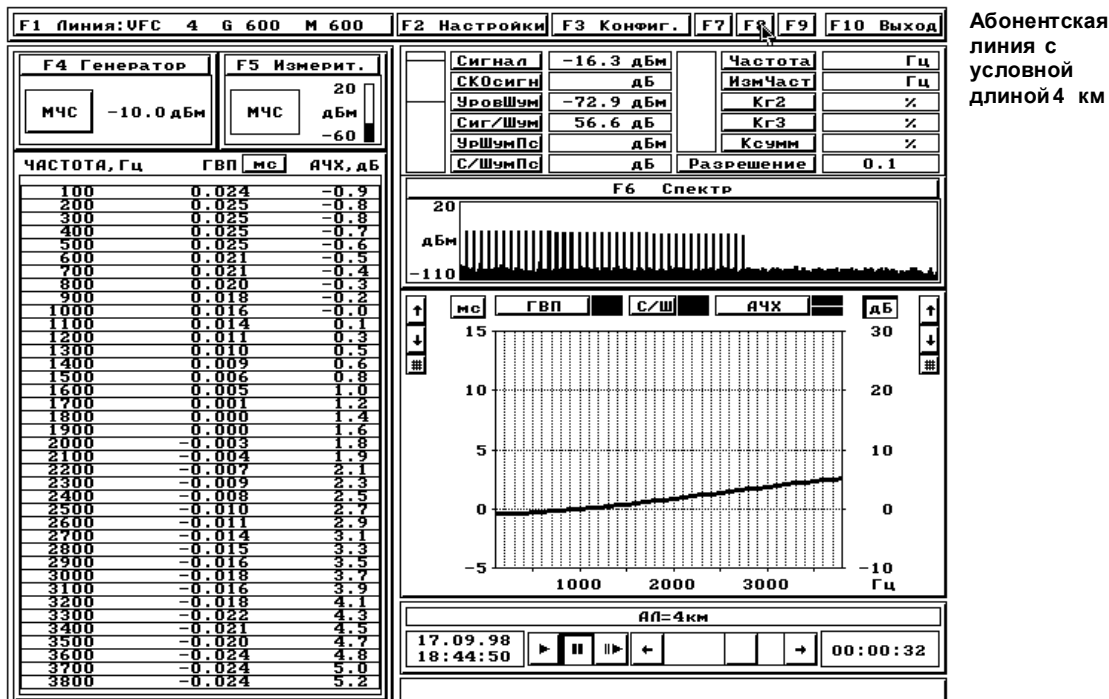 F1 Линия:VFC 4 G 600 M 600 F2 Настройки F3 Конфиг. F7 F8 F9 F10 Выход
Абонентская
линия с
условной
длиной 4 км
F4 Генератор F5 Измерит.
МЧС -10.0 дБм МЧС 20
дБм
-60
ЧАСТОТА,Гц ГВП мс АЧХ,дБ
100 0.024 -0.9
200 0.025 -0.8
300 0.025 -0.8
400 0.025 -0.7
500 0.025 -0.6
600 0.021 -0.5
700 0.021 -0.4
800 0.020 -0.3
900 0.018 -0.2
1000 0.016 -0.0
1100 0.014 0.1
1200 0.011 0.3
1300 0.010 0.5
1400 0.009 0.6
1500 0.006 0.8
1600 0.005 1.0
1700 0.001 1.2
1800 0.000 1.4
1900 0.000 1.6
2000 -0.003 1.8
2100 -0.004 1.9
2200 -0.007 2.1
2300 -0.009 2.3
2400 -0.008 2.5
2500 -0.010 2.7
2600 -0.011 2.9
2700 -0.014 3.1
2800 -0.015 3.3
2900 -0.016 3.5
3000 -0.018 3.7
3100 -0.016 3.9
3200 -0.018 4.1
3300 -0.022 4.3
3400 -0.021 4.5
3500 -0.020 4.7
3600 -0.024 4.8
3700 -0.024 5.0
3800 -0.024 5.2
Сигнал -16.3 дБм Частота Гц
СКОсигн дБ ИзмЧаст Гц
УровШум -72.9 дБм Кг2 %
Сиг/Шум 56.6 дБ Кг3 %
УрШумПс дБм Ксумм %
С/ШумПс дБ Разрешение 0.1
F6 Спектр
20
дБм
-110
мс ГВП С/Ш АЧХ дБ
15 30
10 20
5 10
0 0
-5 -10
1000 2000 3000 Гц
АЛ=4км
17.09.98
18:44:50
00:00:32